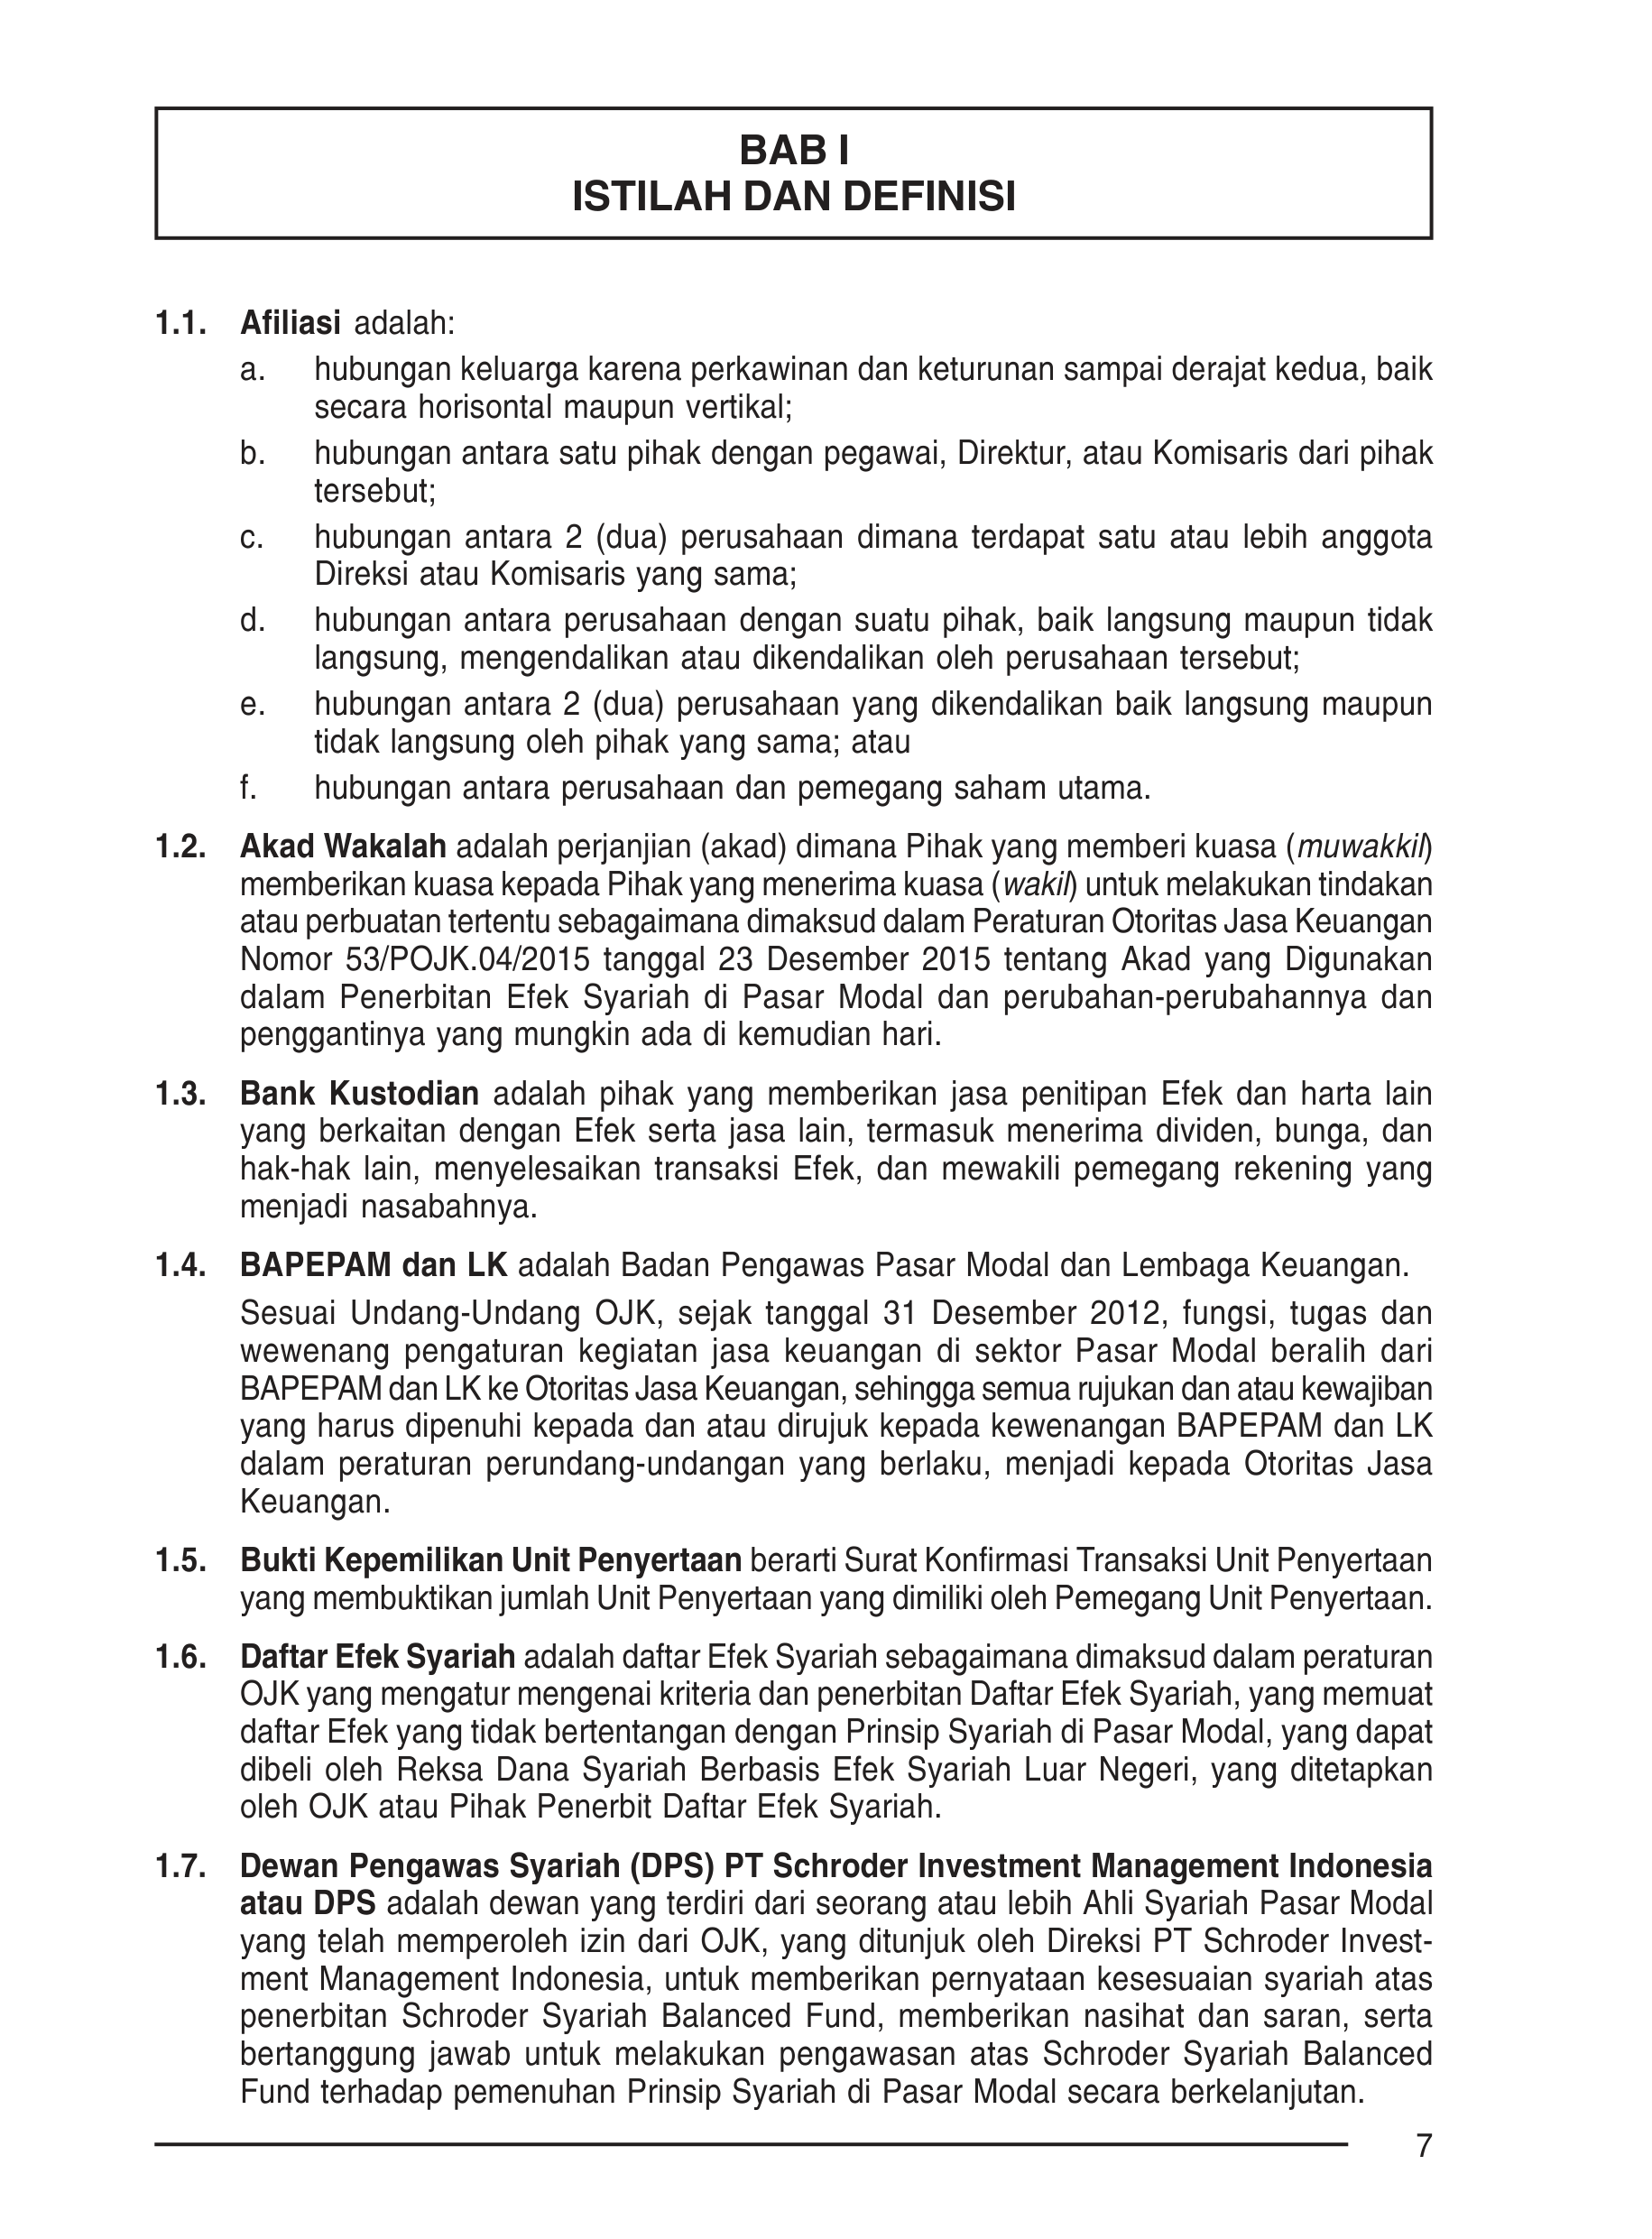 BAB I
ISTILAH DAN DEFINISI
1.1. Afiliasi adalah:
a. hubungan keluarga karena perkawinan dan keturunan sampai derajat kedua, baik
secara horisontal maupun vertikal;
b. hubungan antara satu pihak dengan pegawai, Direktur, atau Komisaris dari pihak
tersebut;
c. hubungan antara 2 (dua) perusahaan dimana terdapat satu atau lebih anggota
Direksi atau Komisaris yang sama;
d. hubungan antara perusahaan dengan suatu pihak, baik langsung maupun tidak
langsung, mengendalikan atau dikendalikan oleh perusahaan tersebut;
e. hubungan antara 2 (dua) perusahaan yang dikendalikan baik langsung maupun
tidak langsung oleh pihak yang sama; atau
f. hubungan antara perusahaan dan pemegang saham utama.
1.2. Akad Wakalah adalah perjanjian (akad) dimana Pihak yang memberi kuasa (muwakkil)
memberikan kuasa kepada Pihak yang menerima kuasa (wakil) untuk melakukan tindakan
atau perbuatan tertentu sebagaimana dimaksud dalam Peraturan Otoritas Jasa Keuangan
Nomor 53/POJK.04/2015 tanggal 23 Desember 2015 tentang Akad yang Digunakan
dalam Penerbitan Efek Syariah di Pasar Modal dan perubahan-perubahannya dan
penggantinya yang mungkin ada di kemudian hari.
1.3. Bank Kustodian adalah pihak yang memberikan jasa penitipan Efek dan harta lain
yang berkaitan dengan Efek serta jasa lain, termasuk menerima dividen, bunga, dan
hak-hak lain, menyelesaikan transaksi Efek, dan mewakili pemegang rekening yang
menjadi nasabahnya.
1.4. BAPEPAM dan LK adalah Badan Pengawas Pasar Modal dan Lembaga Keuangan.
Sesuai Undang-Undang OJK, sejak tanggal 31 Desember 2012, fungsi, tugas dan
wewenang pengaturan kegiatan jasa keuangan di sektor Pasar Modal beralih dari
BAPEPAM dan LK ke Otoritas Jasa Keuangan, sehingga semua rujukan dan atau kewajiban
yang harus dipenuhi kepada dan atau dirujuk kepada kewenangan BAPEPAM dan LK
dalam peraturan perundang-undangan yang berlaku, menjadi kepada Otoritas Jasa
Keuangan.
1.5. Bukti Kepemilikan Unit Penyertaan berarti Surat Konfirmasi Transaksi Unit Penyertaan
yang membuktikan jumlah Unit Penyertaan yang dimiliki oleh Pemegang Unit Penyertaan.
1.6. Daftar Efek Syariah adalah daftar Efek Syariah sebagaimana dimaksud dalam peraturan
OJK yang mengatur mengenai kriteria dan penerbitan Daftar Efek Syariah, yang memuat
daftar Efek yang tidak bertentangan dengan Prinsip Syariah di Pasar Modal, yang dapat
dibeli oleh Reksa Dana Syariah Berbasis Efek Syariah Luar Negeri, yang ditetapkan
oleh OJK atau Pihak Penerbit Daftar Efek Syariah.
1.7. Dewan Pengawas Syariah (DPS) PT Schroder Investment Management Indonesia
atau DPS adalah dewan yang terdiri dari seorang atau lebih Ahli Syariah Pasar Modal
yang telah memperoleh izin dari OJK, yang ditunjuk oleh Direksi PT Schroder Invest-
ment Management Indonesia, untuk memberikan pernyataan kesesuaian syariah atas
penerbitan Schroder Syariah Balanced Fund, memberikan nasihat dan saran, serta
bertanggung jawab untuk melakukan pengawasan atas Schroder Syariah Balanced
Fund terhadap pemenuhan Prinsip Syariah di Pasar Modal secara berkelanjutan.
7